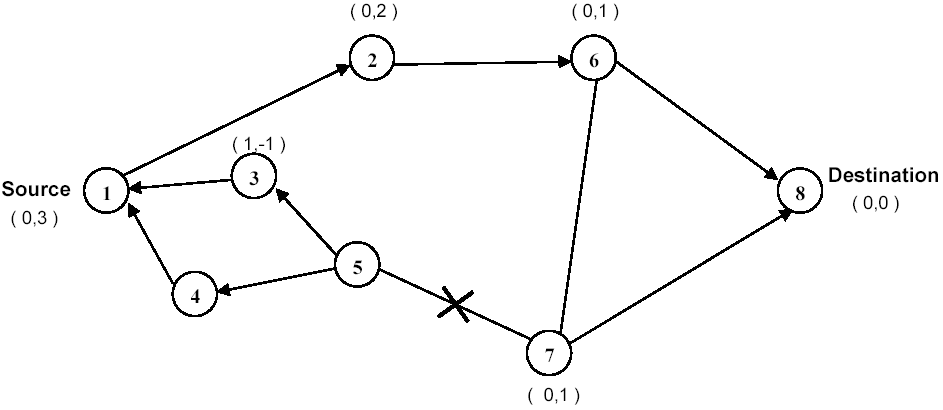 ( 0,2 )
( 0,1 )
2
6
( 1,-1 )
3
Source
1
( 0,3 )
Destination
8
( 0,0 )
5
4
7
( 0,1 )